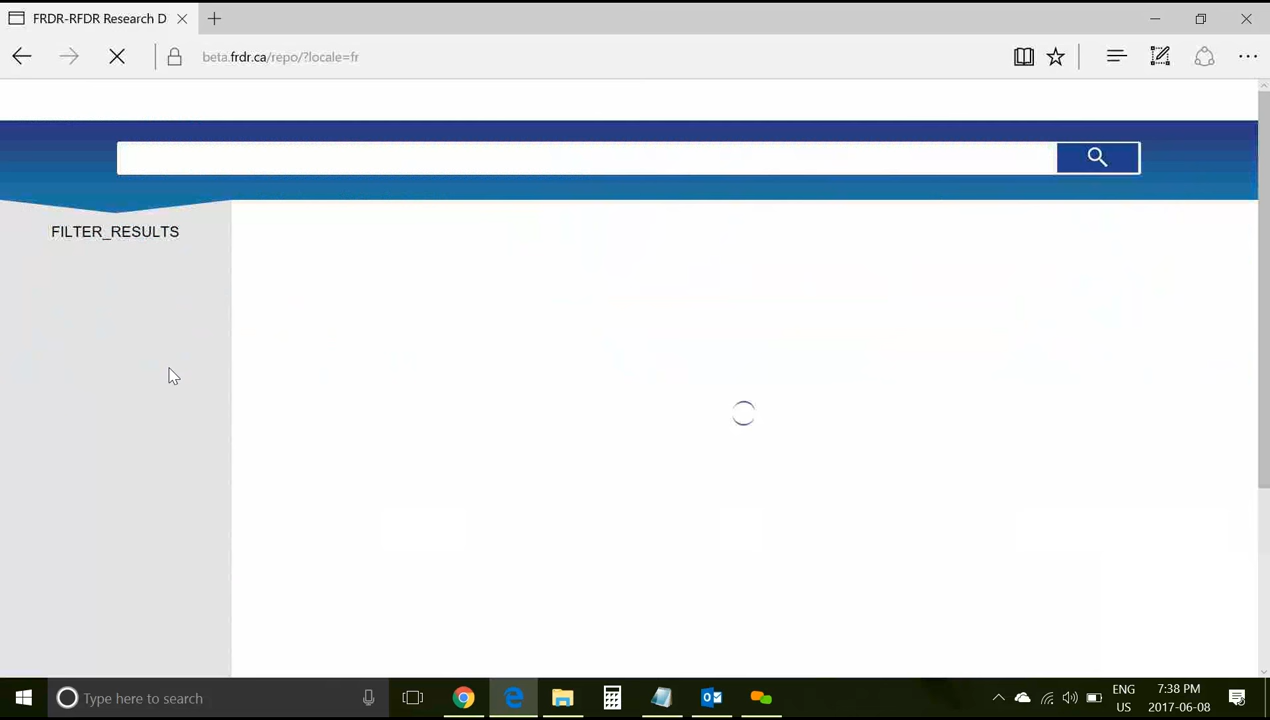 FRDR-RFDR Research D
beta.frdr.ca/repo/?locale=fr
FILTER_RESULTS
Type here to search
ENG
US
7:38 PM
2017-06-08